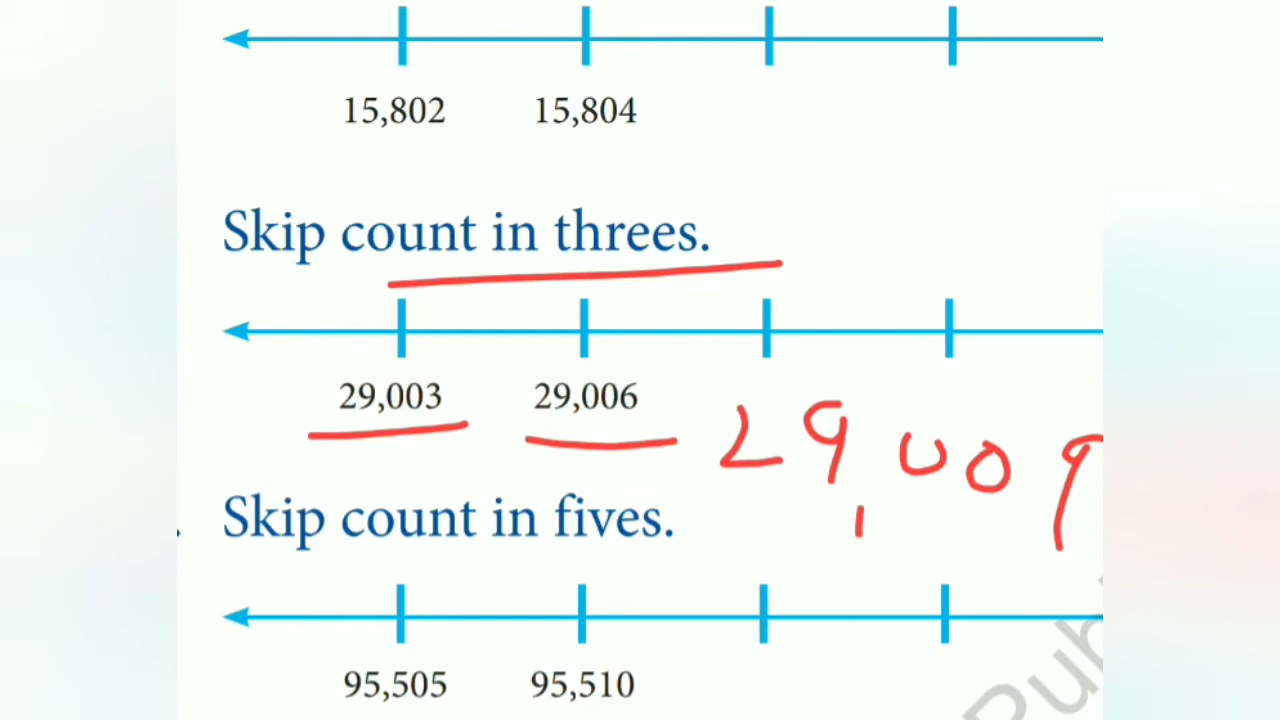 15,802 15,804
Skip count in threes.
29,003 29,006 29,009
Skip count in fives.
95,505 95,510